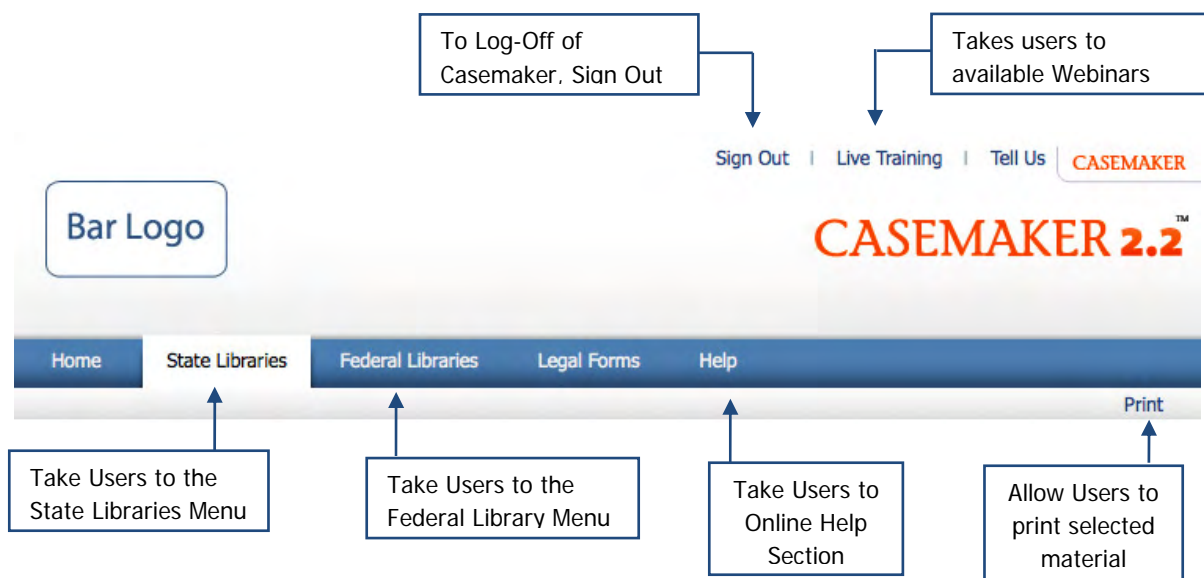 To Log-Off of
Casemaker, Sign Out
Takes users to
available Webinars
Sign Out | Live Training | Tell Us CASEMAKER
Bar Logo
CASEMAKER 2.2™
Home State Libraries Federal Libraries Legal Forms Help
Print
Take Users to the
State Libraries Menu
Take Users to the
Federal Library Menu
Take Users to
Online Help
Section
Allow Users to
print selected
material